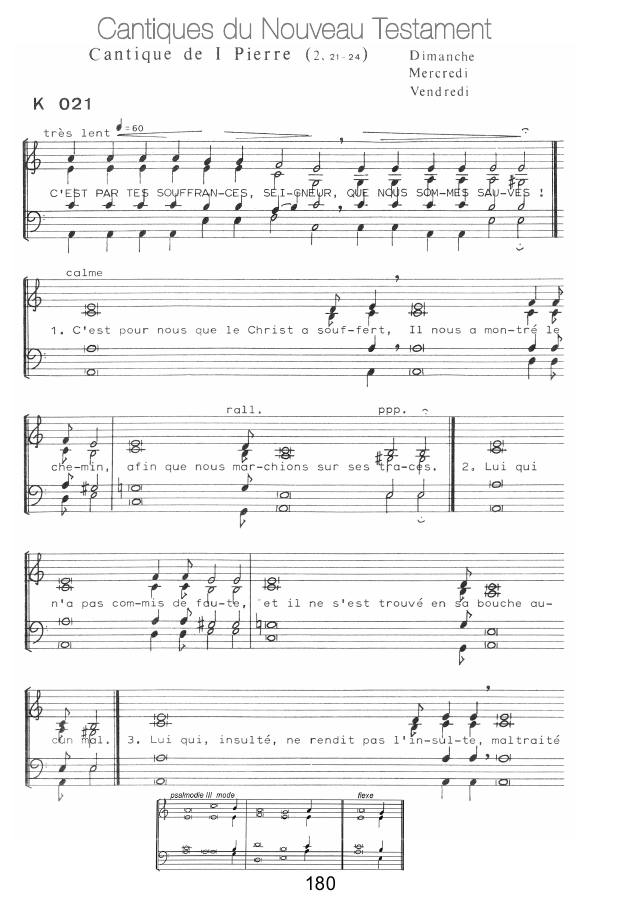 Cantiques du Nouveau Testament
Cantique de I Pierre (2, 21-24)
Dimanche
Mercredi
Vendredi
K 021
très lent ♩=60
C'EST PAR TES SOUFFRAN-CES, SEI-GNEUR, QUE NOUS SOM-MES SAU-VÉS !
calme
1. C'est pour nous que le Christ a souf-fert, Il nous a mon-tré le
rall. ppp.
che-min, afin que nous mar-chions sur ses tra-ces. 2. Lui qui
n'a pas com-mis de fau-te, et il ne s'est trouvé en sa bouche au-
cun mal. 3. Lui qui, insulté, ne rendit pas l'in-sul-te, maltraité
psalmodie III mode flexe
180